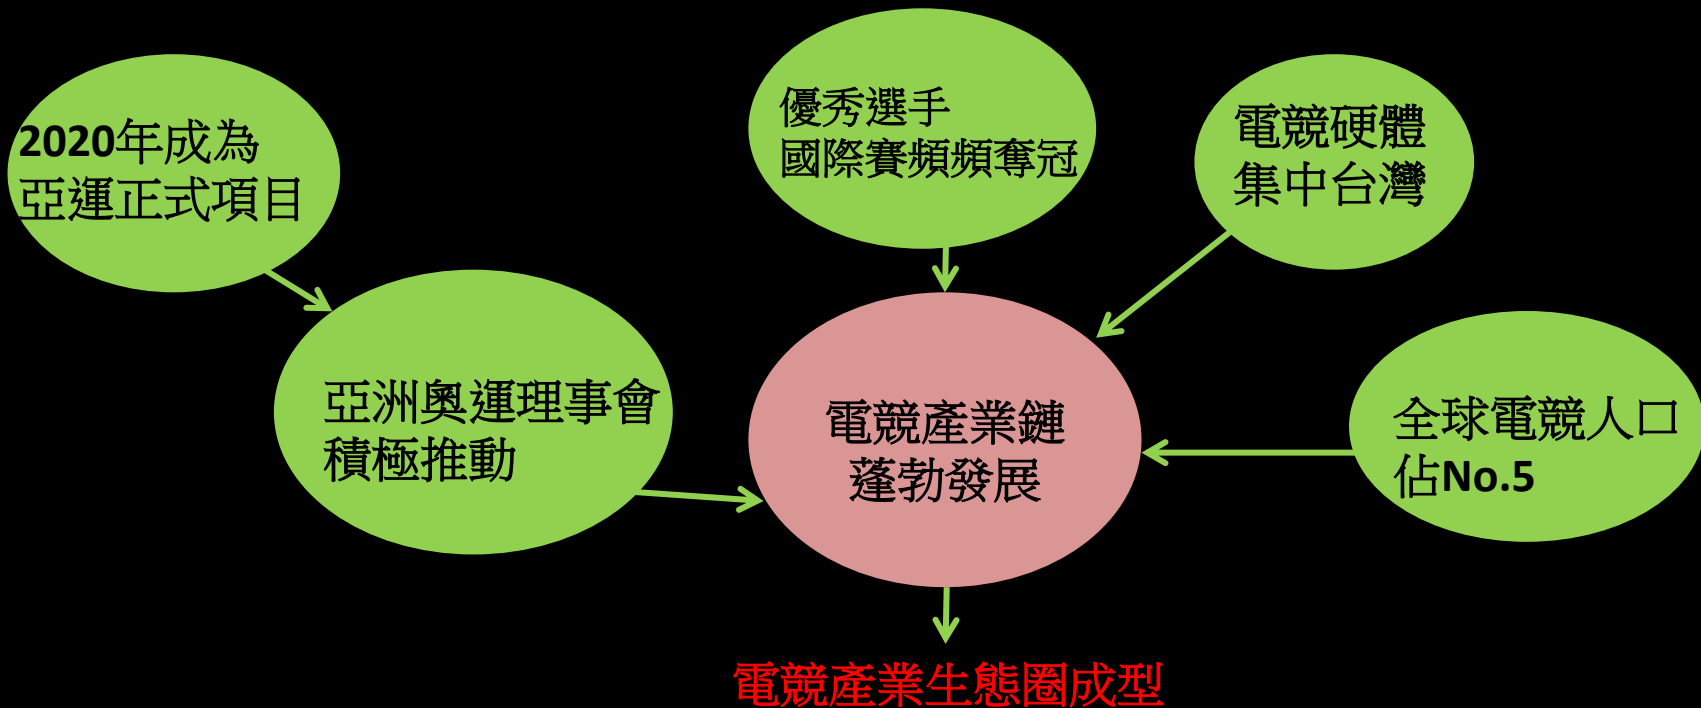 2020年成為
亞運正式項目
優秀選手
國際賽頻頻奪冠
電競硬體
集中台灣
亞洲奧運理事會
積極推動
電競產業鏈
蓬勃發展
全球電競人口
佔No.5
電競產業生態圈成型